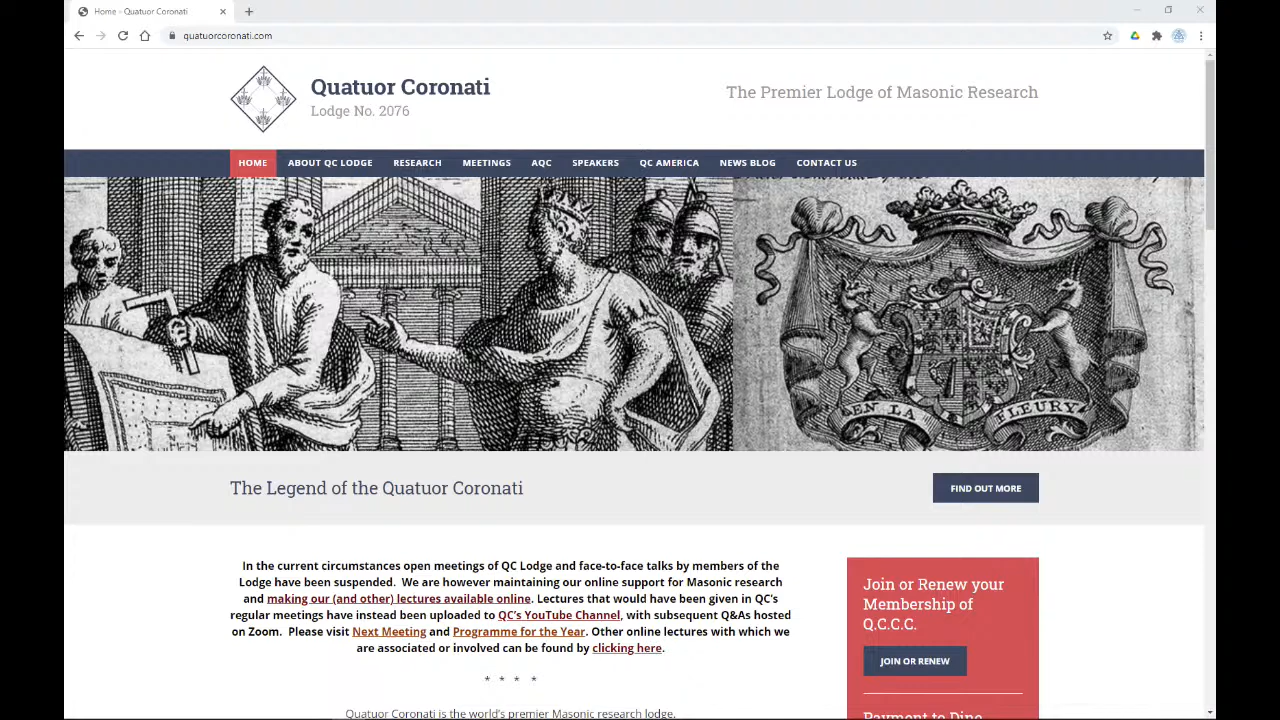 Home - Quatuor Coronati
quatuorcoronati.com
Quatuor Coronati
Lodge No. 2076
The Premier Lodge of Masonic Research
HOME ABOUT QC LODGE RESEARCH MEETINGS AQC SPEAKERS QC AMERICA NEWS BLOG CONTACT US
EN LA FLEURY
The Legend of the Quatuor Coronati
FIND OUT MORE
In the current circumstances open meetings of QC Lodge and face-to-face talks by members of the
Lodge have been suspended. We are however maintaining our online support for Masonic research
and making our (and other) lectures available online. Lectures that would have been given in QC's
regular meetings have instead been uploaded to QC's YouTube Channel, with subsequent Q&As hosted
on Zoom. Please visit Next Meeting and Programme for the Year. Other online lectures with which we
are associated or involved can be found by clicking here.
* * * *
Quatuor Coronati is the world's premier Masonic research lodge.
Join or Renew your
Membership of
Q.C.C.C.
JOIN OR RENEW
Payment to Dine